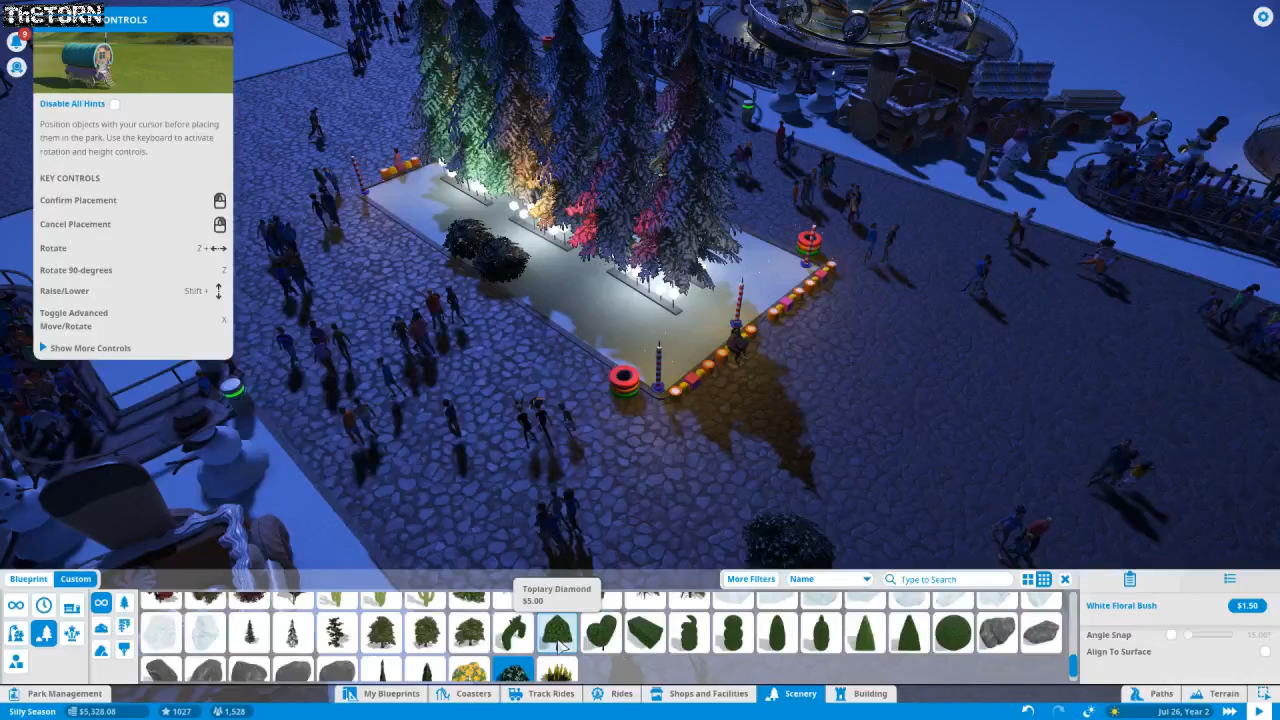 THETORN
CONTROLS
9
Disable All Hints
Position objects with your cursor before placing
them in the park. Use the keyboard to activate
rotation and height controls.
KEY CONTROLS
Confirm Placement
Cancel Placement
Rotate Z +
Rotate 90-degrees Z
Raise/Lower Shift +
Toggle Advanced
Move/Rotate X
Show More Controls
Topiary Diamond
$5.00
Blueprint Custom
More Filters Name Type to Search
White Floral Bush $1.50
Angle Snap 15.00°
Align To Surface
Park Management My Blueprints Coasters Track Rides Rides Shops and Facilities Scenery Building Paths Terrain
Silly Season $5,328.08 1027 1,528 Jul 26, Year 2